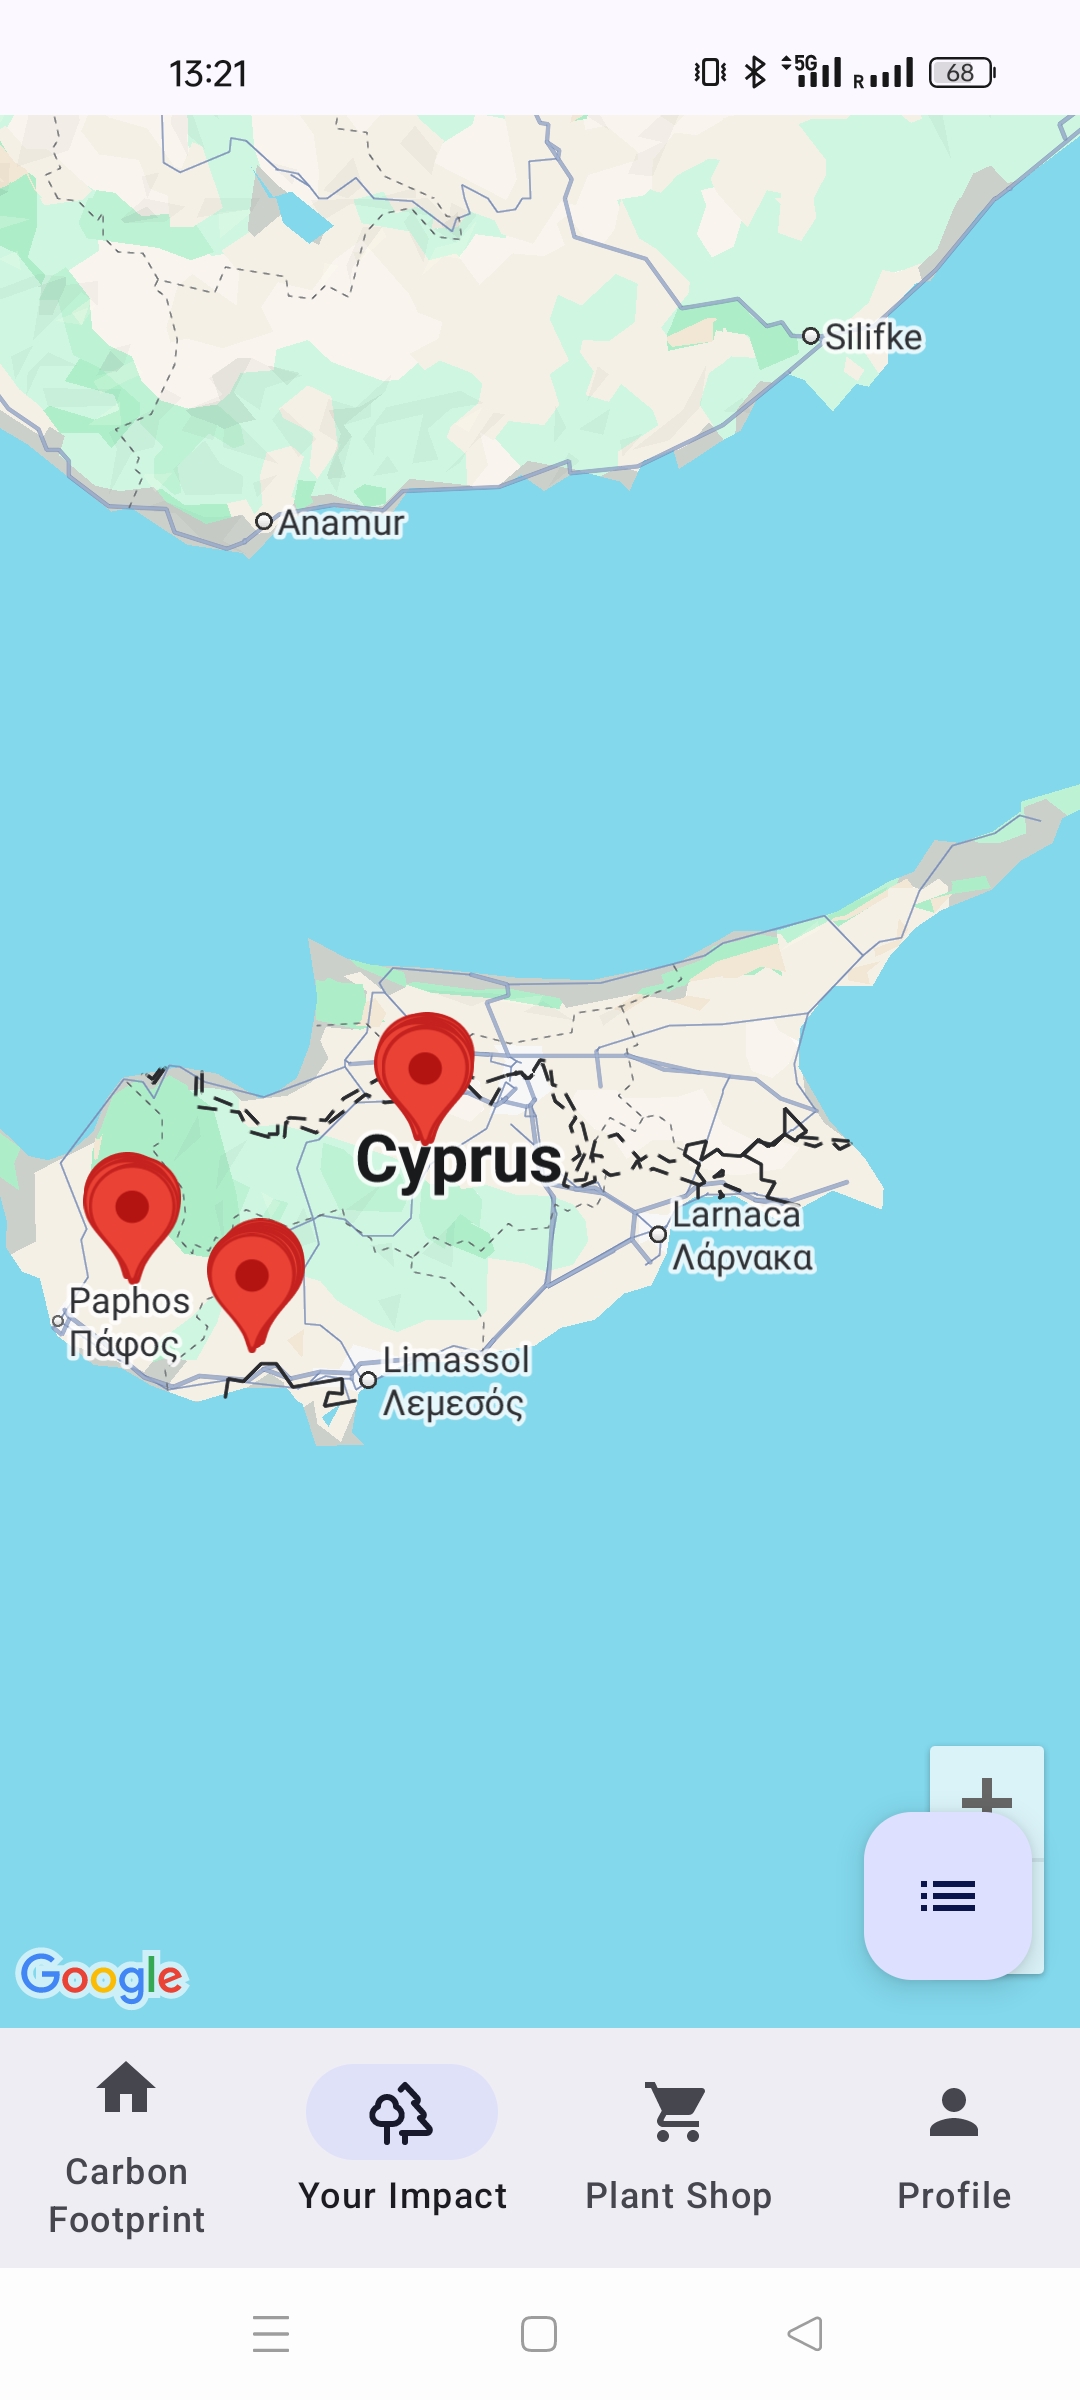 13:21
5G
R
68
Silifke
Anamur
Cyprus
Larnaca
Λάρνακα
Paphos
Πάφος
Limassol
Λεμεσός
Google
Carbon
Footprint
Your Impact
Plant Shop
Profile